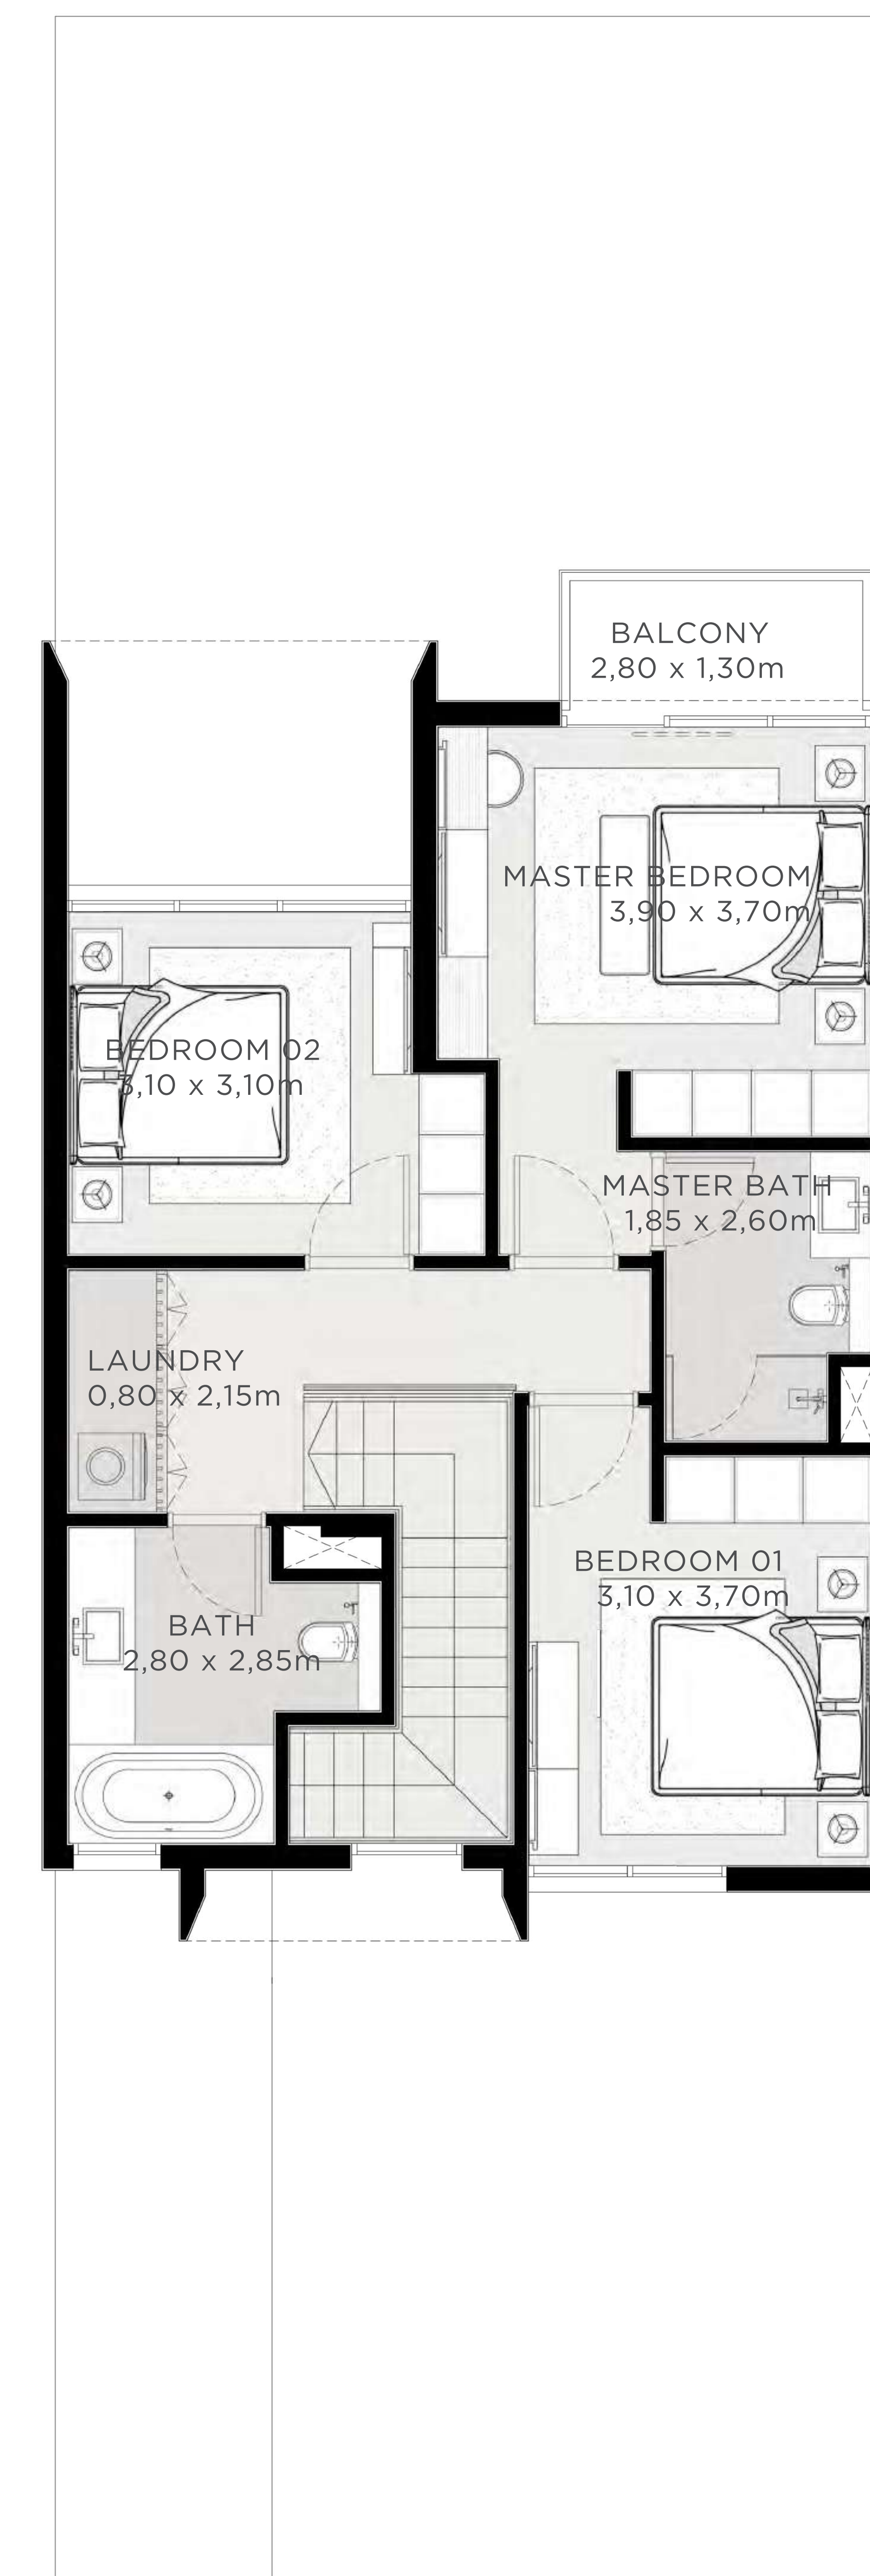 BALCONY
2,80 x 1,30m
MASTER BEDROOM
3,90 x 3,70m
BEDROOM 02
3,10 x 3,10m
MASTER BATH
1,85 x 2,60m
LAUNDRY
0,80 x 2,15m
BEDROOM 01
3,10 x 3,70m
BATH
2,80 x 2,85m